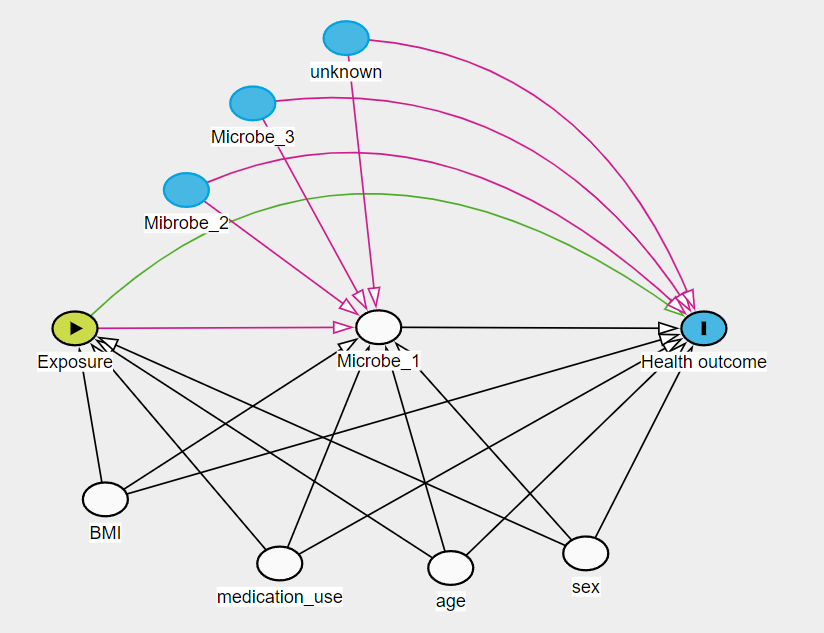 unknown
Microbe_3
Mibrobe_2
Exposure
Microbe_1
Health outcome
BMI
medication_use
age
sex